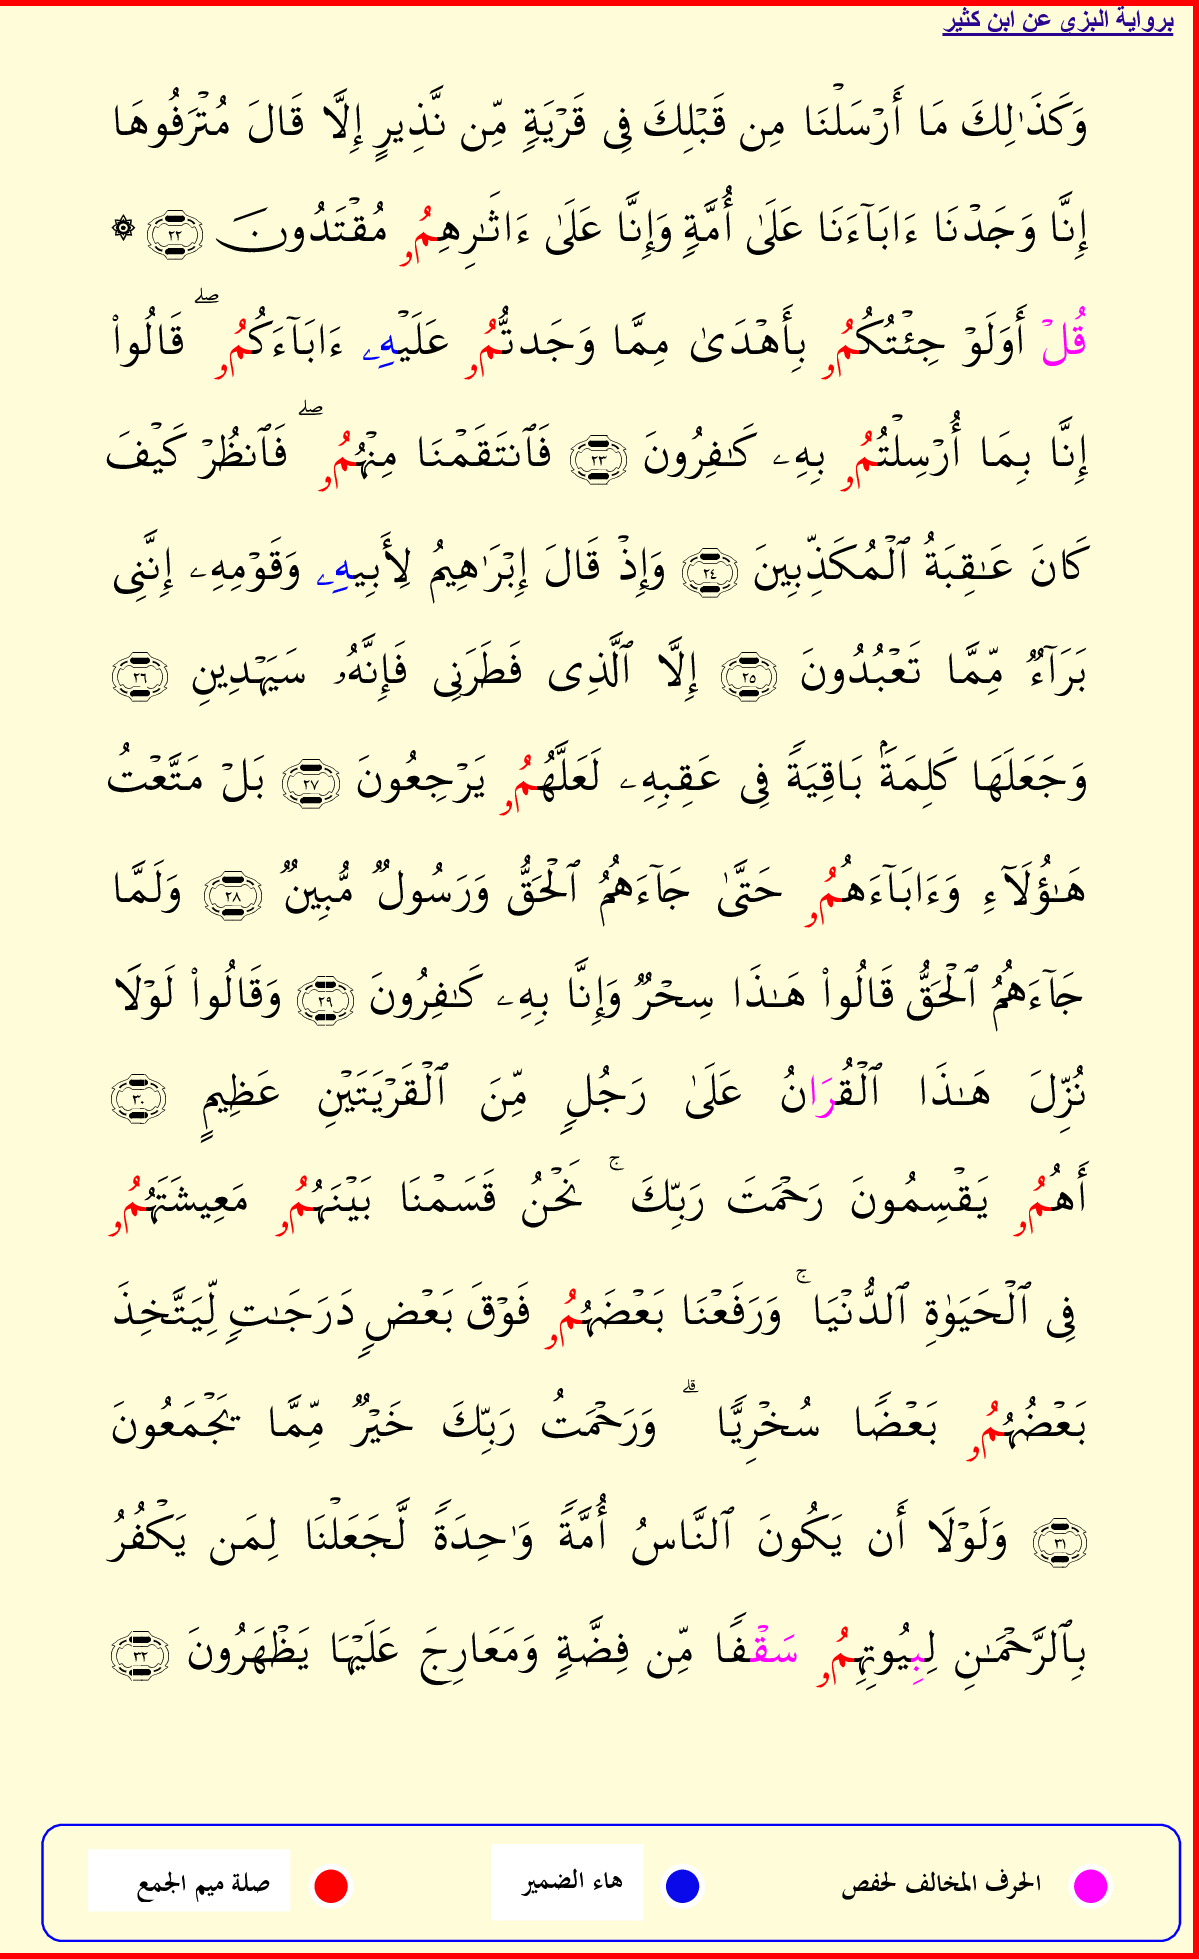 برواية البزي عن ابن كثير
وَكَذَٰلِكَ مَا أَرْسَلْنَا مِن قَبْلِكَ فِى قَرْيَةٍ مِّن نَّذِيرٍ إِلَّا قَالَ مُتْرَفُوهَا
إِنَّا وَجَدْنَا ءَابَآءَنَا عَلَىٰ أُمَّةٍ وَإِنَّا عَلَىٰ ءَاثَـٰرِهِمُو مُقْتَدُونَ ٢٢ ۞
قُلْ أَوَلَوْ جِئْتُكُمُو بِأَهْدَىٰ مِمَّا وَجَدتُّمُو عَلَيْهِۦ ءَابَآءَكُمُو ۖ قَالُوا۟
إِنَّا بِمَا أُرْسِلْتُمُو بِهِۦ كَـٰفِرُونَ ٢٣ فَٱنتَقَمْنَا مِنْهُمُو ۖ فَٱنظُرْ كَيْفَ
كَانَ عَـٰقِبَةُ ٱلْمُكَذِّبِينَ ٢٤ وَإِذْ قَالَ إِبْرَٰهِيمُ لِأَبِيهِۦ وَقَوْمِهِۦ إِنَّنِى
بَرَآءٌ مِّمَّا تَعْبُدُونَ ٢٥ إِلَّا ٱلَّذِى فَطَرَنِى فَإِنَّهُۥ سَيَهْدِينِ ٢٦
وَجَعَلَهَا كَلِمَةًۢ بَاقِيَةً فِى عَقِبِهِۦ لَعَلَّهُمُو يَرْجِعُونَ ٢٧ بَلْ مَتَّعْتُ
هَـٰؤُلَآءِ وَءَابَآءَهُمُو حَتَّىٰ جَآءَهُمُ ٱلْحَقُّ وَرَسُولٌ مُّبِينٌ ٢٨ وَلَمَّا
جَآءَهُمُ ٱلْحَقُّ قَالُوا۟ هَـٰذَا سِحْرٌ وَإِنَّا بِهِۦ كَـٰفِرُونَ ٢٩ وَقَالُوا۟ لَوْلَا
نُزِّلَ هَـٰذَا ٱلْقُرَانُ عَلَىٰ رَجُلٍ مِّنَ ٱلْقَرْيَتَيْنِ عَظِيمٍ ٣٠
أَهُمُو يَقْسِمُونَ رَحْمَتَ رَبِّكَ ۚ نَحْنُ قَسَمْنَا بَيْنَهُمُو مَعِيشَتَهُمُو
فِى ٱلْحَيَوٰةِ ٱلدُّنْيَا ۚ وَرَفَعْنَا بَعْضَهُمُو فَوْقَ بَعْضٍ دَرَجَـٰتٍ لِّيَتَّخِذَ
بَعْضُهُمُو بَعْضًا سُخْرِيًّا ۗ وَرَحْمَتُ رَبِّكَ خَيْرٌ مِّمَّا يَجْمَعُونَ
٣١ وَلَوْلَا أَن يَكُونَ ٱلنَّاسُ أُمَّةً وَٰحِدَةً لَّجَعَلْنَا لِمَن يَكْفُرُ
بِٱلرَّحْمَـٰنِ لِبِيُوتِهِمُو سَقْفًا مِّن فِضَّةٍ وَمَعَارِجَ عَلَيْهَا يَظْهَرُونَ ٣٢
الحرف المخالف لحفص هاء الضمير صلة ميم الجمع